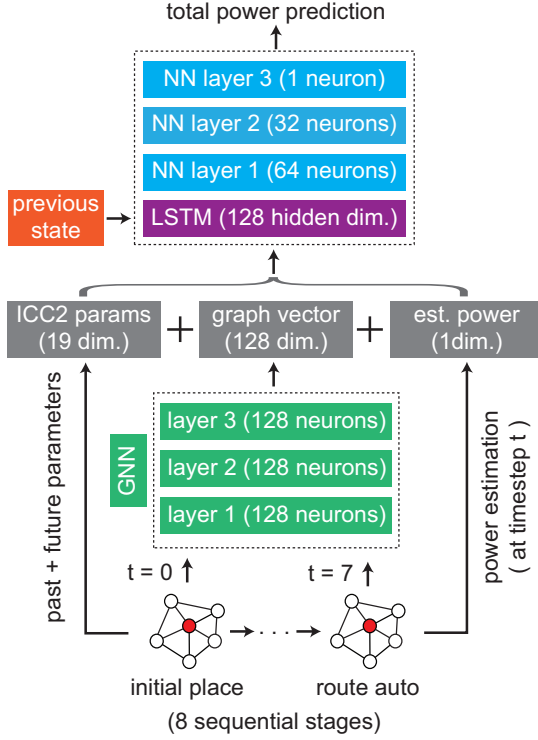 total power prediction
NN layer 3 (1 neuron)
NN layer 2 (32 neurons)
NN layer 1 (64 neurons)
previous
state
LSTM (128 hidden dim.)
ICC2 params
(19 dim.)
+
graph vector
(128 dim.)
+
est. power
(1dim.)
past + future parameters
GNN
layer 3 (128 neurons)
layer 2 (128 neurons)
layer 1 (128 neurons)
power estimation
( at timestep t )
t = 0
t = 7
. . .
initial place
route auto
(8 sequential stages)